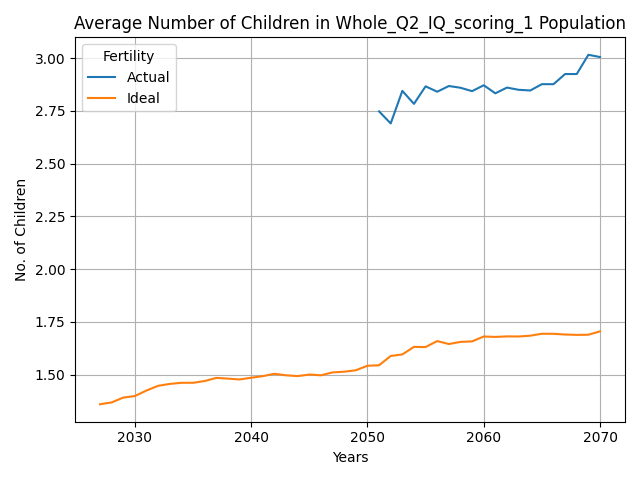 Average Number of Children in Whole_Q2_IQ_scoring_1 Population
Fertility
Actual
Ideal
3.00
2.75
2.50
2.25
2.00
1.75
1.50
No. of Children
2030 2040 2050 2060 2070
Years